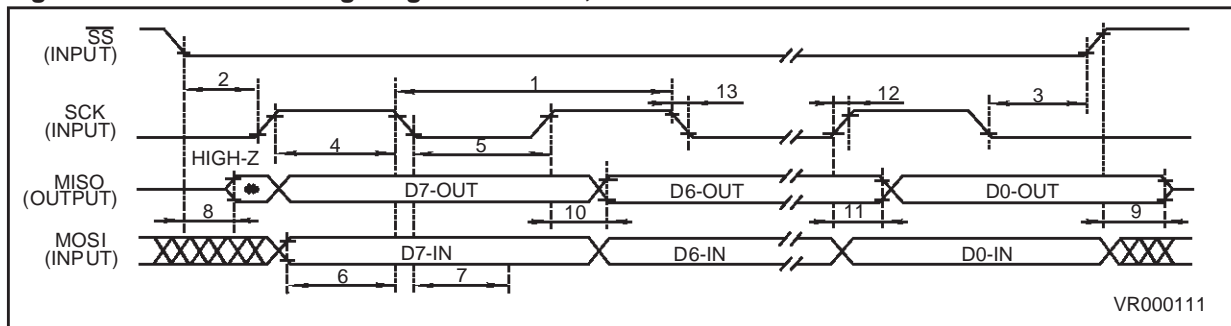 SS
(INPUT)
2
1
13
12
3
SCK
(INPUT)
4
5
HIGH-Z
MISO
(OUTPUT)
D7-OUT
D6-OUT
D0-OUT
8
10
11
9
MOSI
(INPUT)
D7-IN
D6-IN
D0-IN
6
7
VR000111